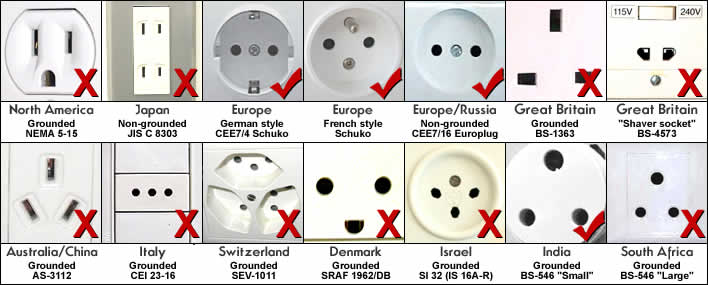 115V 240V
North America
Grounded
NEMA 5-15
Japan
Non-grounded
JIS C 8303
Europe
German style
CEE7/4 Schuko
Europe
French style
Schuko
Europe/Russia
Non-grounded
CEE7/16 Europlug
Great Britain
Grounded
BS-1363
Great Britain
"Shaver socket"
BS-4573
Australia/China
Grounded
AS-3112
Italy
Grounded
CEI 23-16
Switzerland
Grounded
SEV-1011
Denmark
Grounded
SRAF 1962/DB
Israel
Grounded
SI 32 (IS 16A-R)
India
Grounded
BS-546 "Small"
South Africa
Grounded
BS-546 "Large"